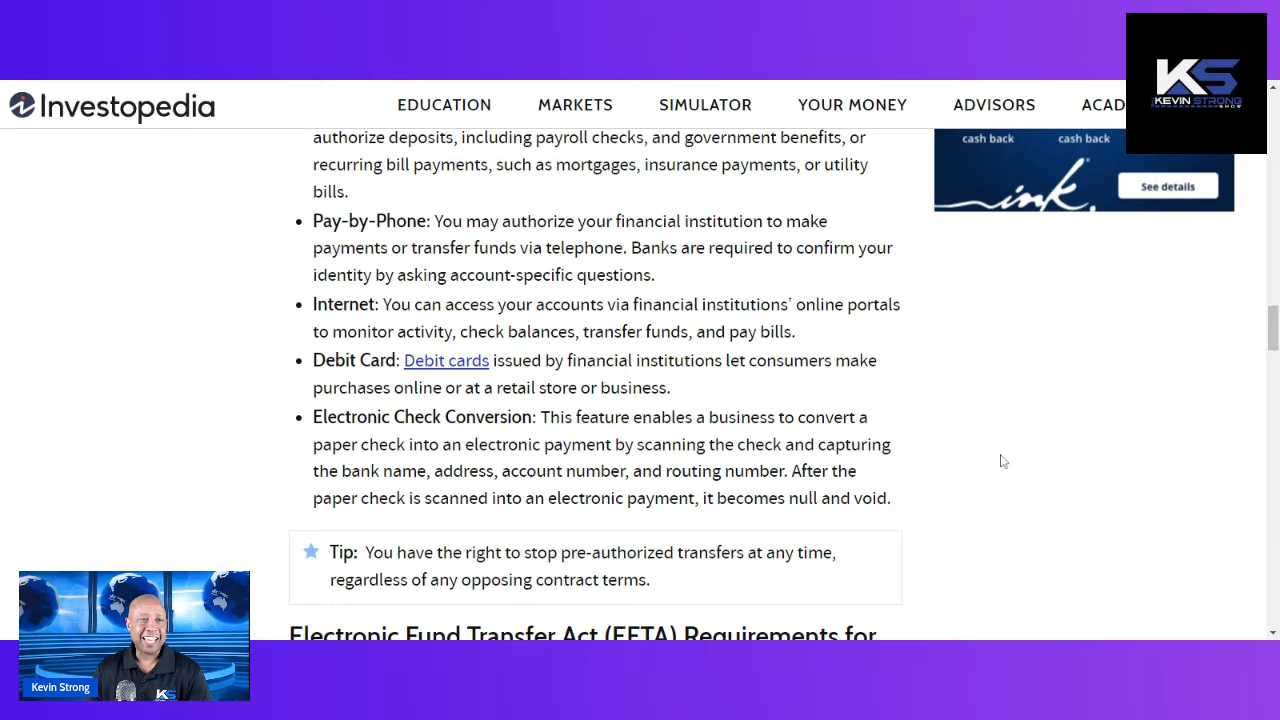 Investopedia
EDUCATION MARKETS SIMULATOR YOUR MONEY ADVISORS ACAD
KS
KEVIN STRONG
SHOW
authorize deposits, including payroll checks, and government benefits, or
recurring bill payments, such as mortgages, insurance payments, or utility
bills.
cash back cash back
ink
See details
• Pay-by-Phone: You may authorize your financial institution to make
payments or transfer funds via telephone. Banks are required to confirm your
identity by asking account-specific questions.
• Internet: You can access your accounts via financial institutions’ online portals
to monitor activity, check balances, transfer funds, and pay bills.
• Debit Card: Debit cards issued by financial institutions let consumers make
purchases online or at a retail store or business.
• Electronic Check Conversion: This feature enables a business to convert a
paper check into an electronic payment by scanning the check and capturing
the bank name, address, account number, and routing number. After the
paper check is scanned into an electronic payment, it becomes null and void.
Tip: You have the right to stop pre-authorized transfers at any time,
regardless of any opposing contract terms.
Electronic Fund Transfer Act (EFTA) Requirements for
KS
Kevin Strong